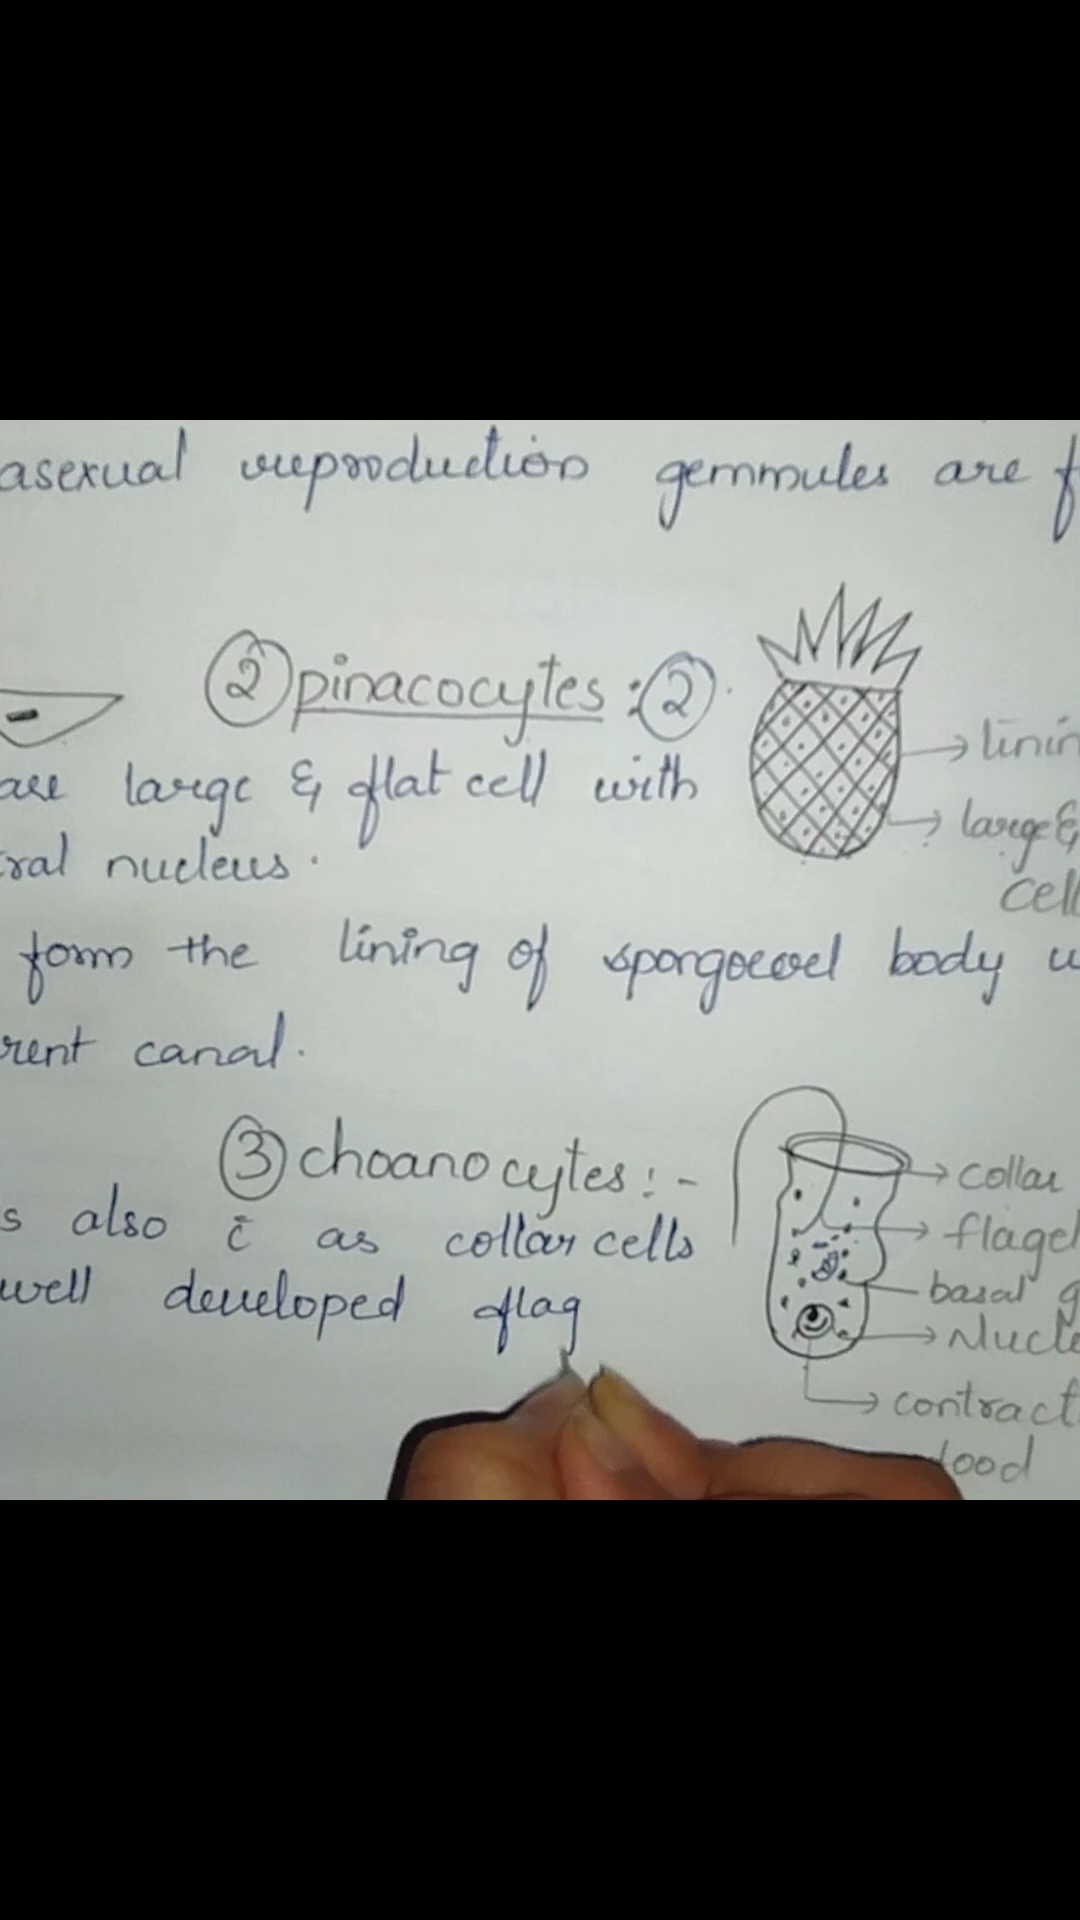 asexual reproduction gemmules are f
② pinacocytes :②
linin
are large & flat cell with
large &
ral nucleus.
cell
form the lining of spongocoel body w
rent canal.
③ choanocytes : -
collar
s also c̄ as collar cells
flagel
well developed flag
basal g
Nucle
contract
food